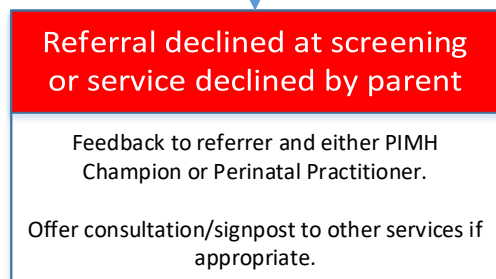 Referral declined at screening
or service declined by parent
Feedback to referrer and either PIMH
Champion or Perinatal Practitioner.
Offer consultation/signpost to other services if
appropriate.